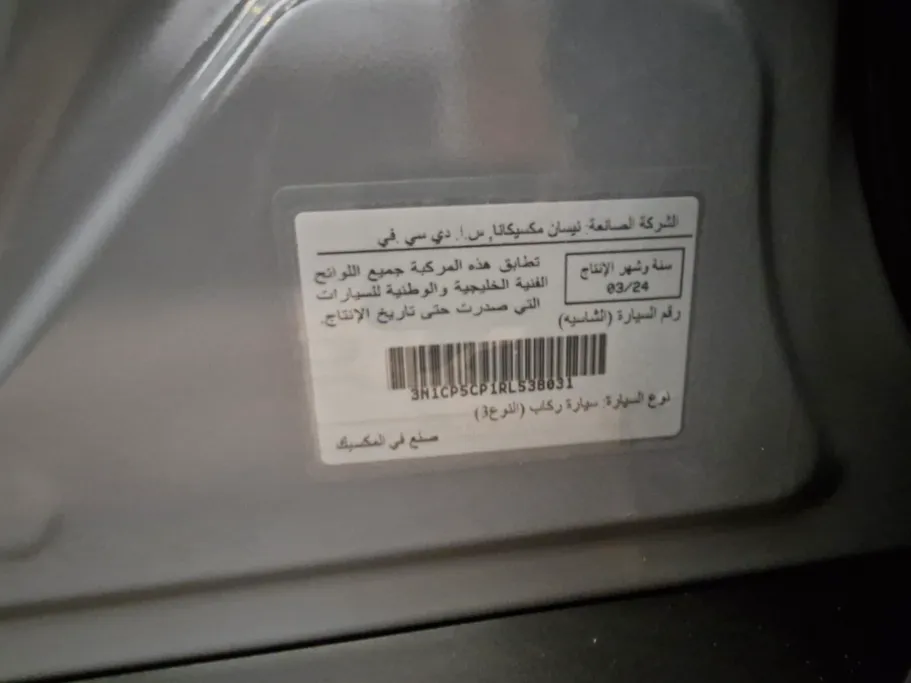 الشركة الصانعة: نيسان مكسيكانا, س.ا. دي سي .في
سنة وشهر الإنتاج
03/24
تطابق هذه المركبة جميع اللوائح
الفنية الخليجية والوطنية للسيارات
التي صدرت حتى تاريخ الإنتاج.
رقم السيارة (الشاسيه)
3N1CP5CP1RL538031
نوع السيارة: سيارة ركاب (النوع3)
صنع في المكسيك